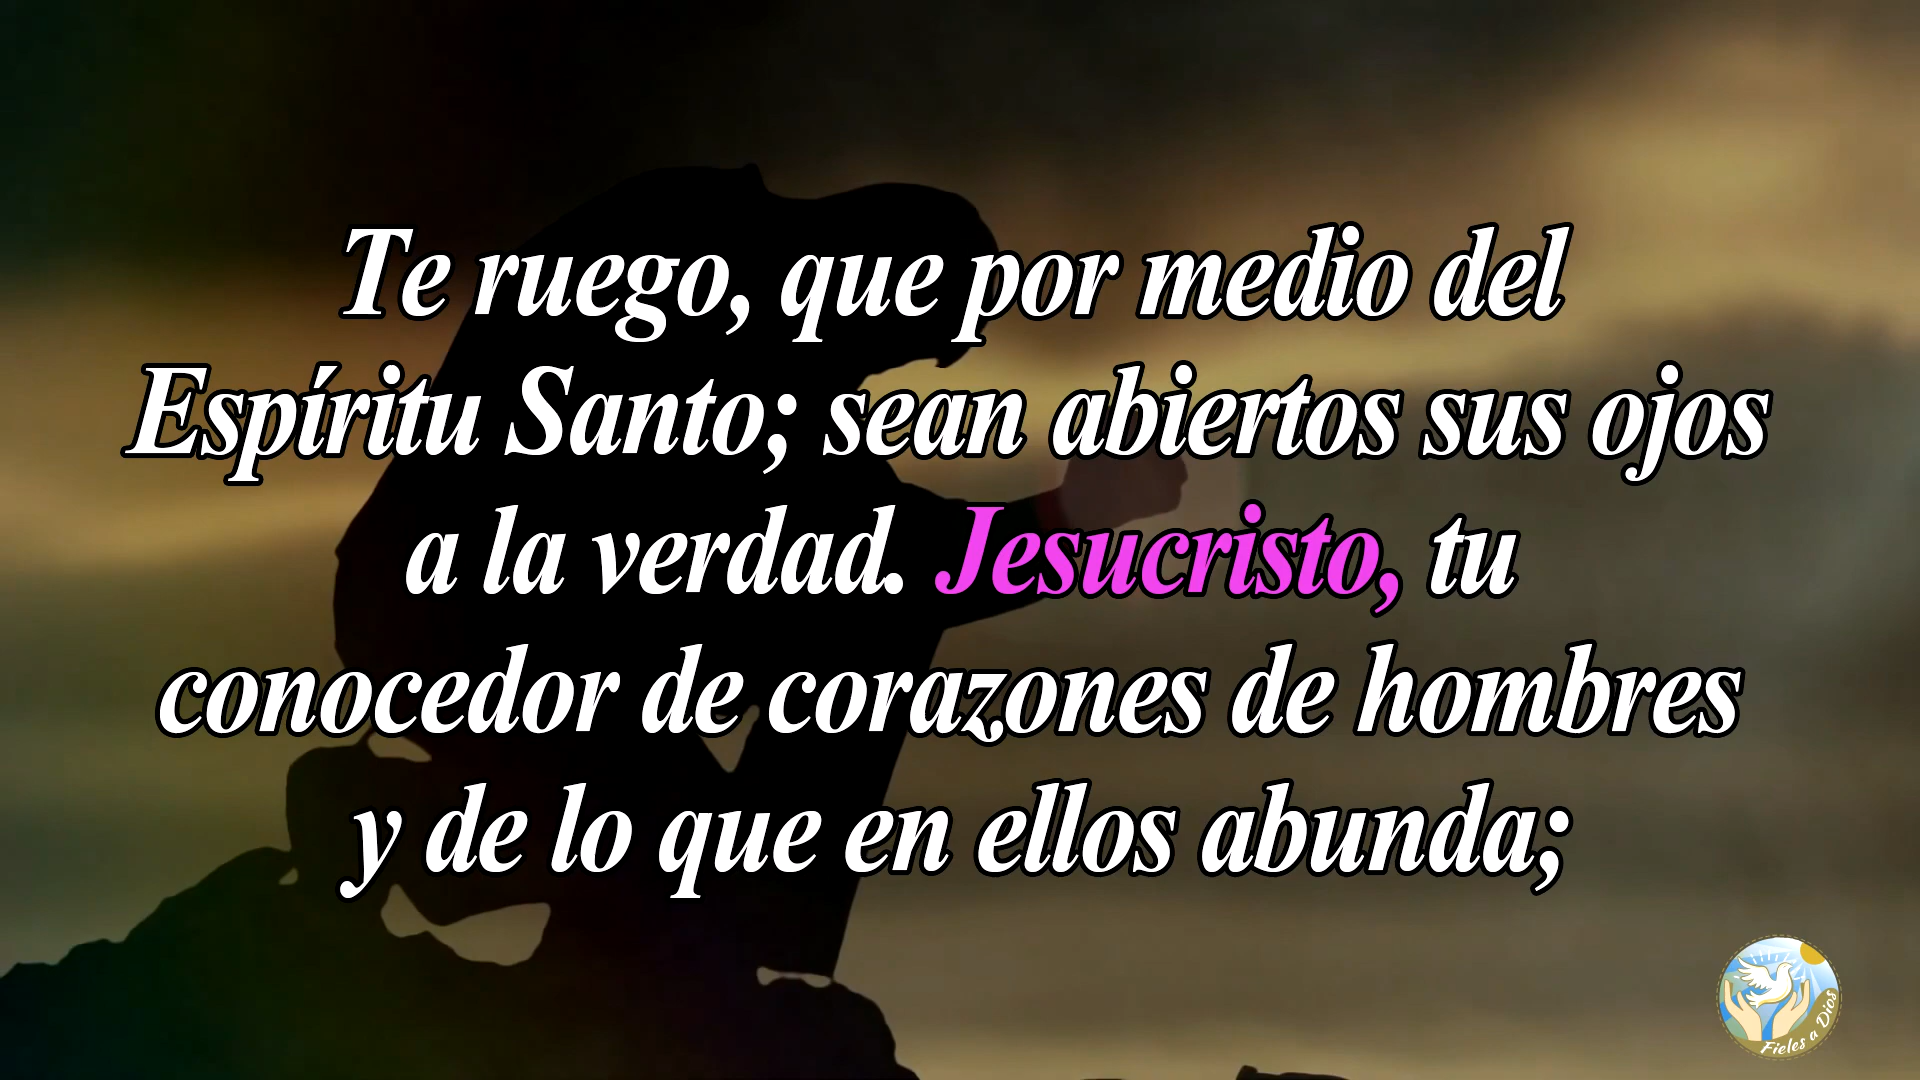 Te ruego, que por medio del
Espíritu Santo; sean abiertos sus ojos
a la verdad. Jesucristo, tu
conocedor de corazones de hombres
y de lo que en ellos abunda;
Fieles a Dios